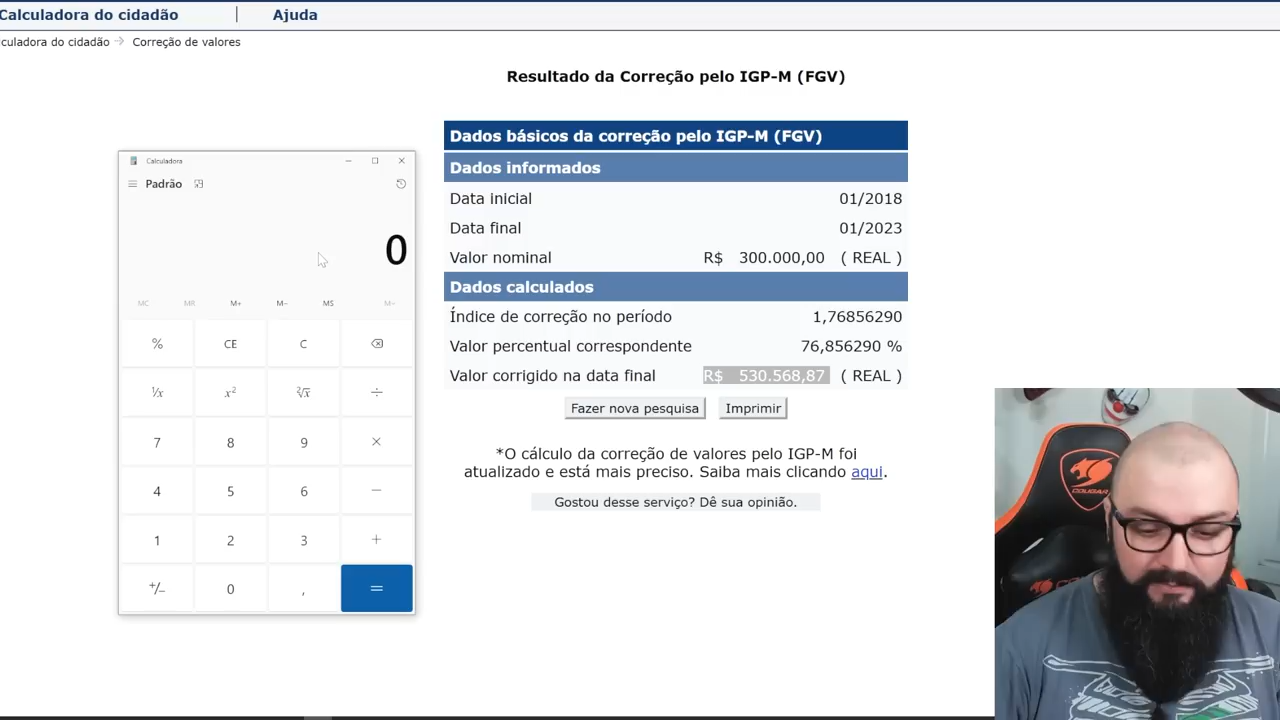 Calculadora do cidadão | Ajuda
culadora do cidadão Correção de valores
Resultado da Correção pelo IGP-M (FGV)
Dados básicos da correção pelo IGP-M (FGV)
Dados informados
Data inicial 01/2018
Data final 01/2023
Valor nominal R$ 300.000,00 ( REAL )
Dados calculados
Índice de correção no período 1,76856290
Valor percentual correspondente 76,856290 %
Valor corrigido na data final R$ 530.568,87 ( REAL )
Fazer nova pesquisa Imprimir
*O cálculo da correção de valores pelo IGP-M foi
atualizado e está mais preciso. Saiba mais clicando aqui.
Gostou desse serviço? Dê sua opinião.
Calculadora
Padrão
0
MC MR M+ M− MS M˅
% CE C
¹/x x² ²√x ÷
7 8 9 ×
4 5 6 −
1 2 3 +
+/− 0 , =
COUGAR